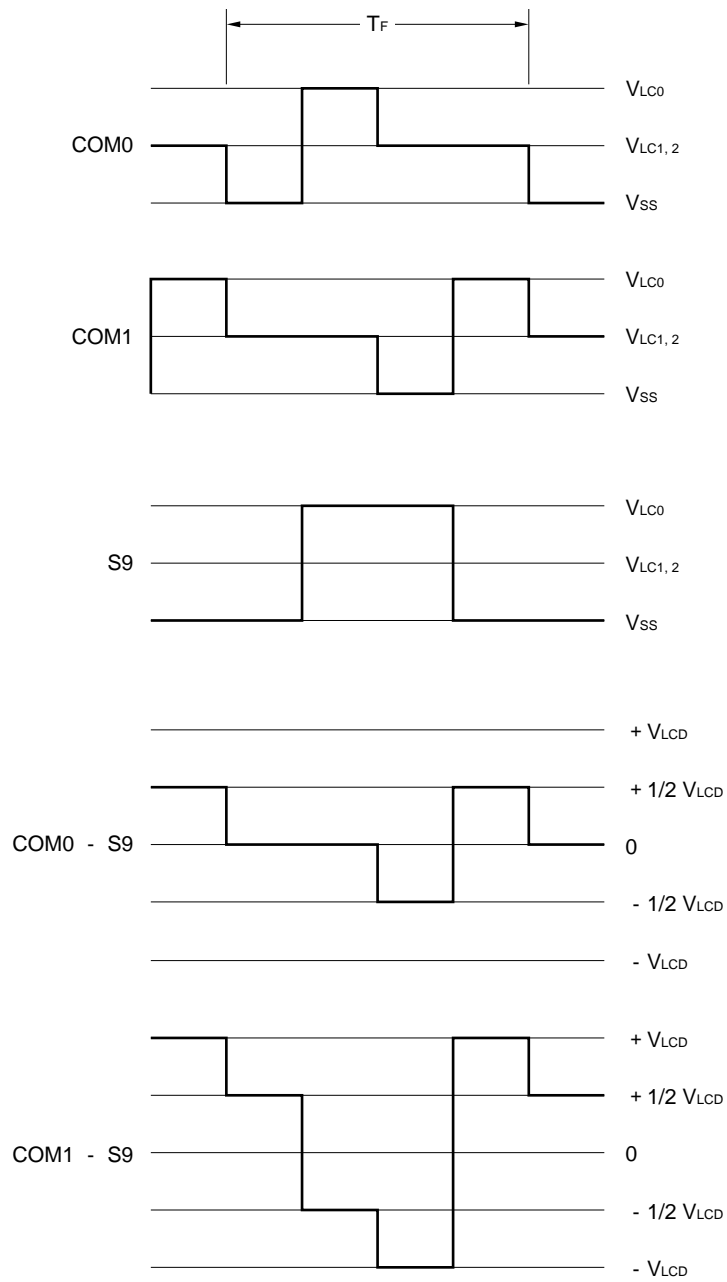 TF
VLC0
COM0
VLC1, 2
VSS
VLC0
COM1
VLC1, 2
VSS
VLC0
S9
VLC1, 2
VSS
+ VLCD
+ 1/2 VLCD
COM0 - S9
0
- 1/2 VLCD
- VLCD
+ VLCD
+ 1/2 VLCD
COM1 - S9
0
- 1/2 VLCD
- VLCD